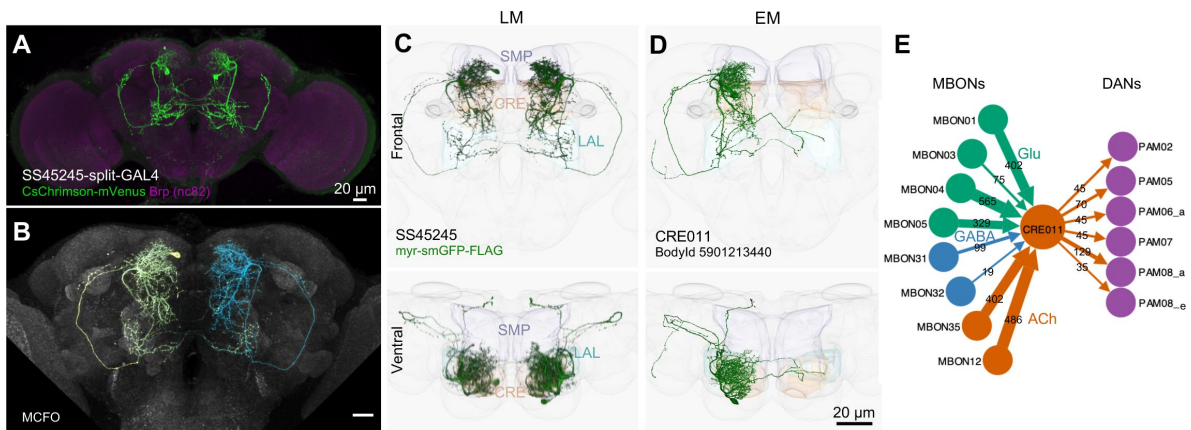 A
SS45245-split-GAL4
CsChrimson-mVenus Brp (nc82)
20 µm
B
MCFO
LM
EM
C
SMP
CRE
LAL
Frontal
SS45245
myr-smGFP-FLAG
SMP
LAL
CRE
Ventral
D
CRE011
BodyId 5901213440
20 µm
E
MBONs
DANs
MBON01
MBON03
MBON04
MBON05
MBON31
MBON32
MBON35
MBON12
Glu
402
75
565
329
GABA
99
19
402
486
ACh
CRE011
45
70
45
45
129
35
PAM02
PAM05
PAM06_a
PAM07
PAM08_a
PAM08_e